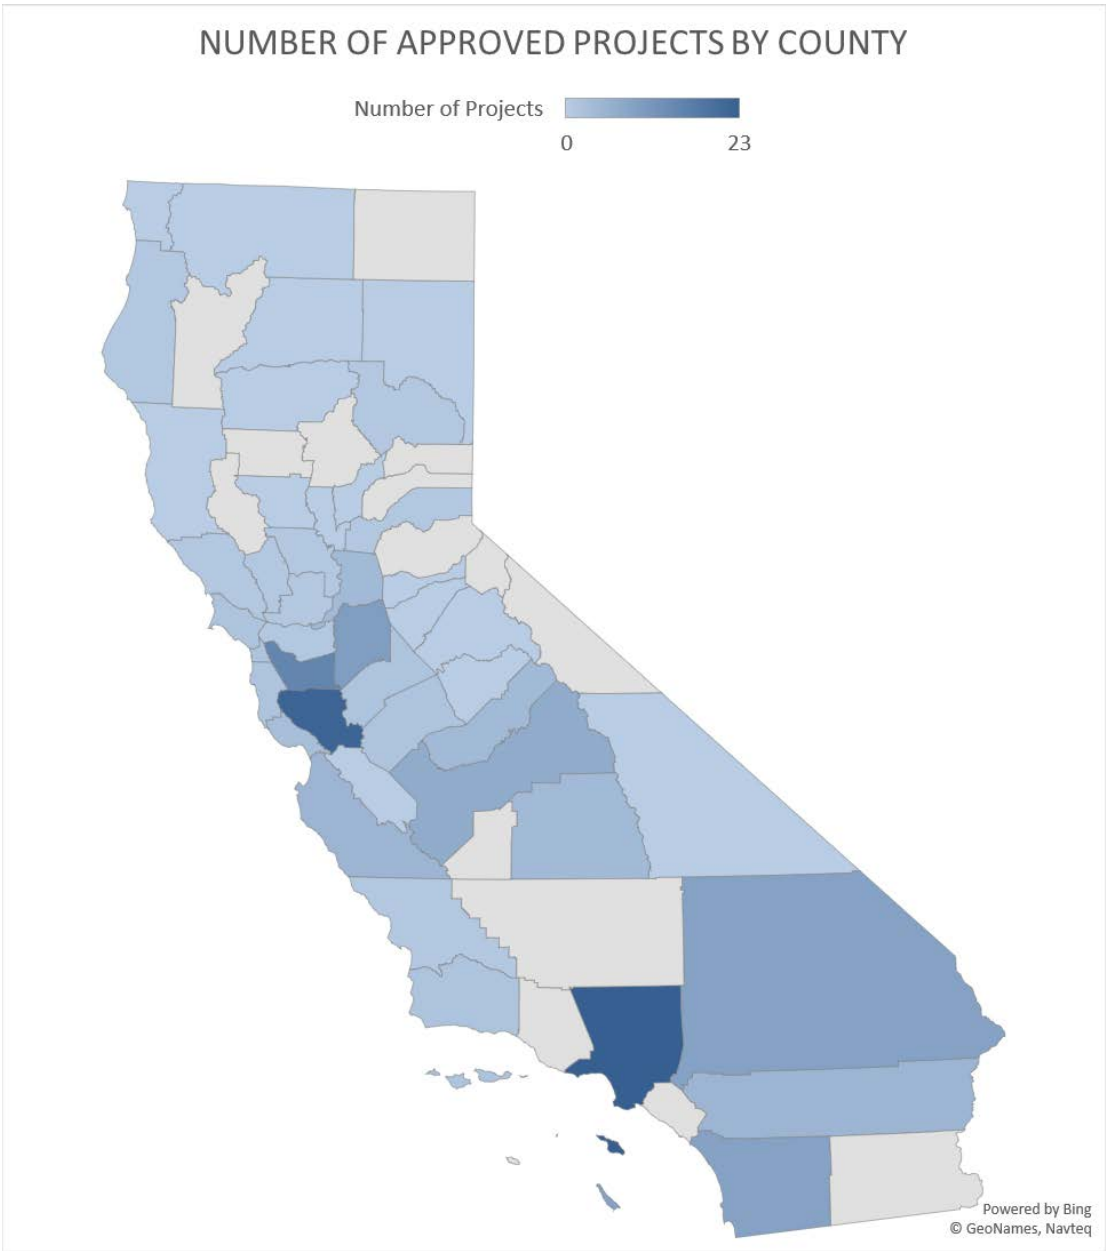 NUMBER OF APPROVED PROJECTS BY COUNTY
Number of Projects
0 23
Powered by Bing
© GeoNames, Navteq